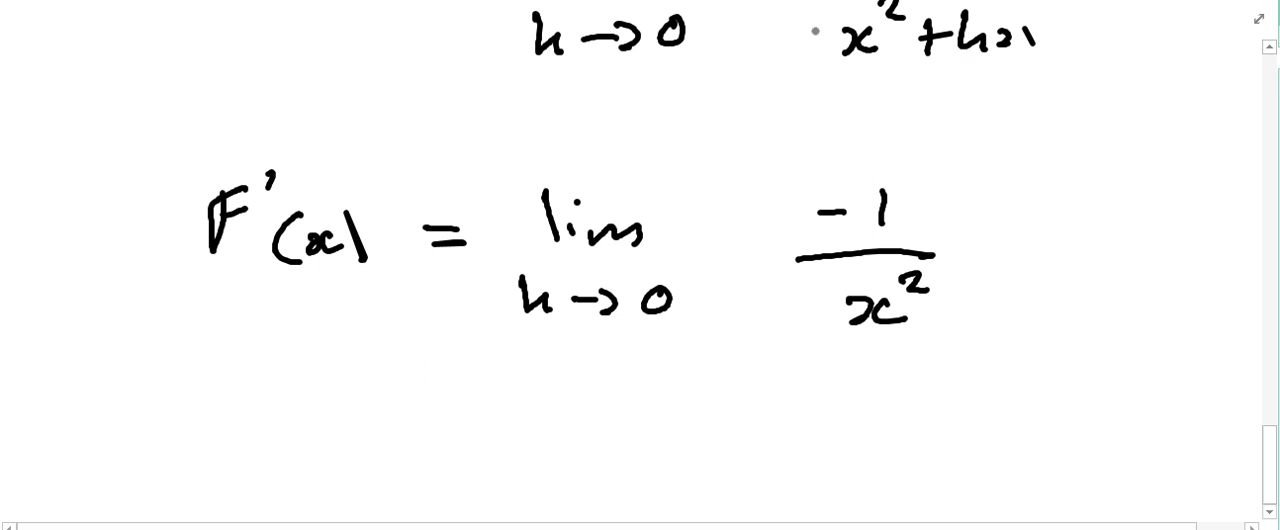 h → 0 x² + hx
F'(x) = lim -1
h → 0 x²